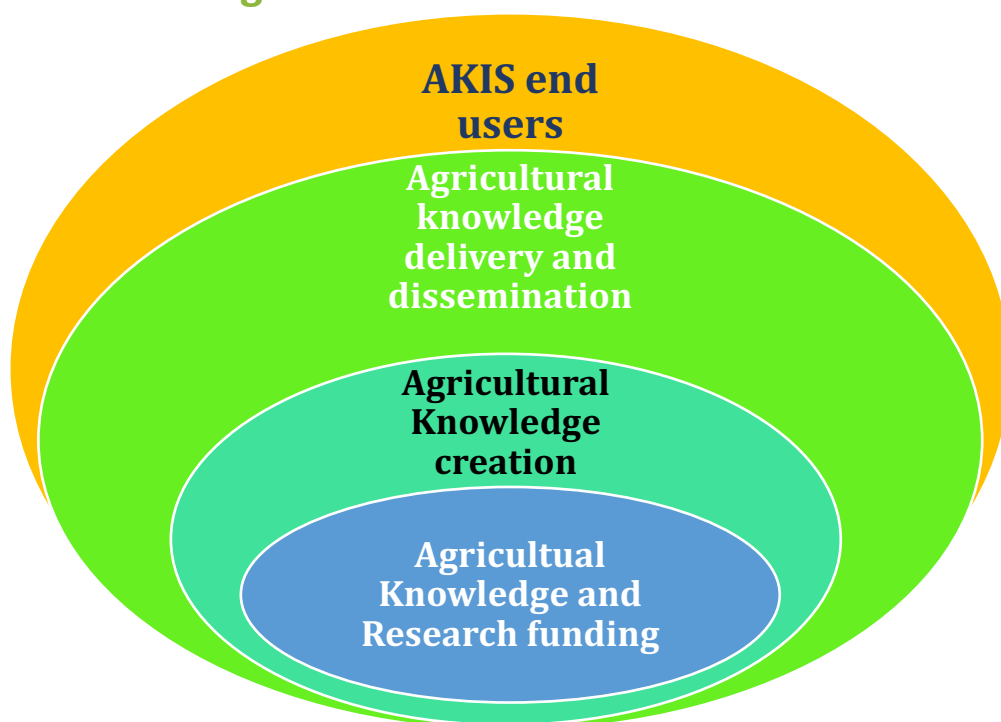 AKIS end
users
Agricultural
knowledge
delivery and
dissemination
Agricultural
Knowledge
creation
Agricultual
Knowledge and
Research funding